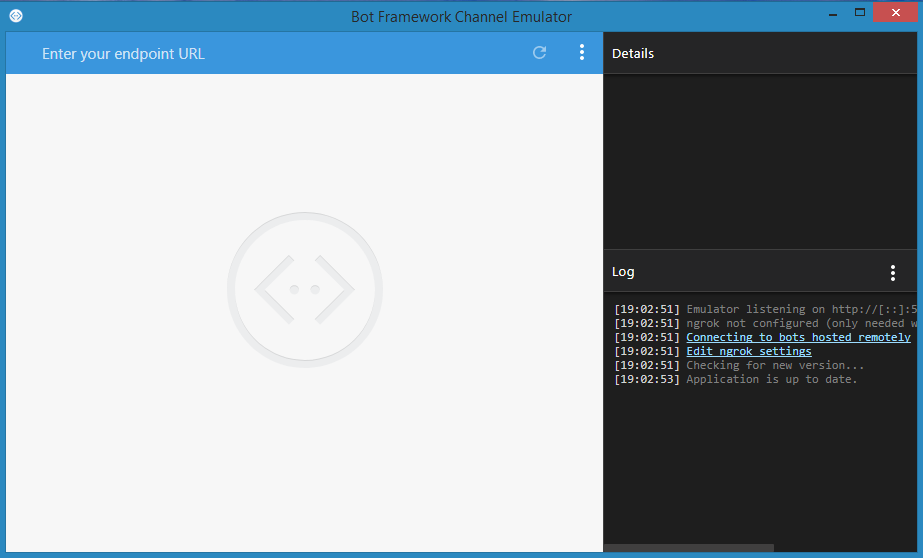 Bot Framework Channel Emulator
Enter your endpoint URL
Details
Log
[19:02:51] Emulator listening on http://[::]:5
[19:02:51] ngrok not configured (only needed w
[19:02:51] Connecting to bots hosted remotely
[19:02:51] Edit ngrok settings
[19:02:51] Checking for new version...
[19:02:53] Application is up to date.